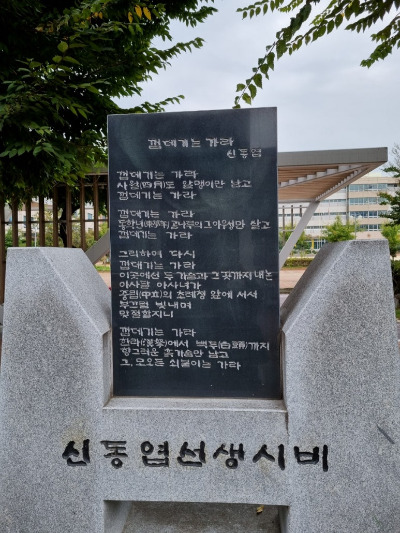 껍데기는 가라
신동엽
껍데기는 가라
사월(四月)도 알맹이만 남고
껍데기는 가라
껍데기는 가라
동학년(東學年) 곰나루의 그 아우성만 살고
껍데기는 가라
그리하여 다시
껍데기는 가라
이곳에선 두 가슴과 그곳까지 내논
아사달 아사녀가
중립(中立)의 초례청 앞에 서서
부끄럼 빛내며
맞절할지니
껍데기는 가라
한라(漢拏)에서 백두(白頭)까지
향그러운 흙가슴만 남고
그, 모오든 쇠붙이는 가라
신동엽선생시비